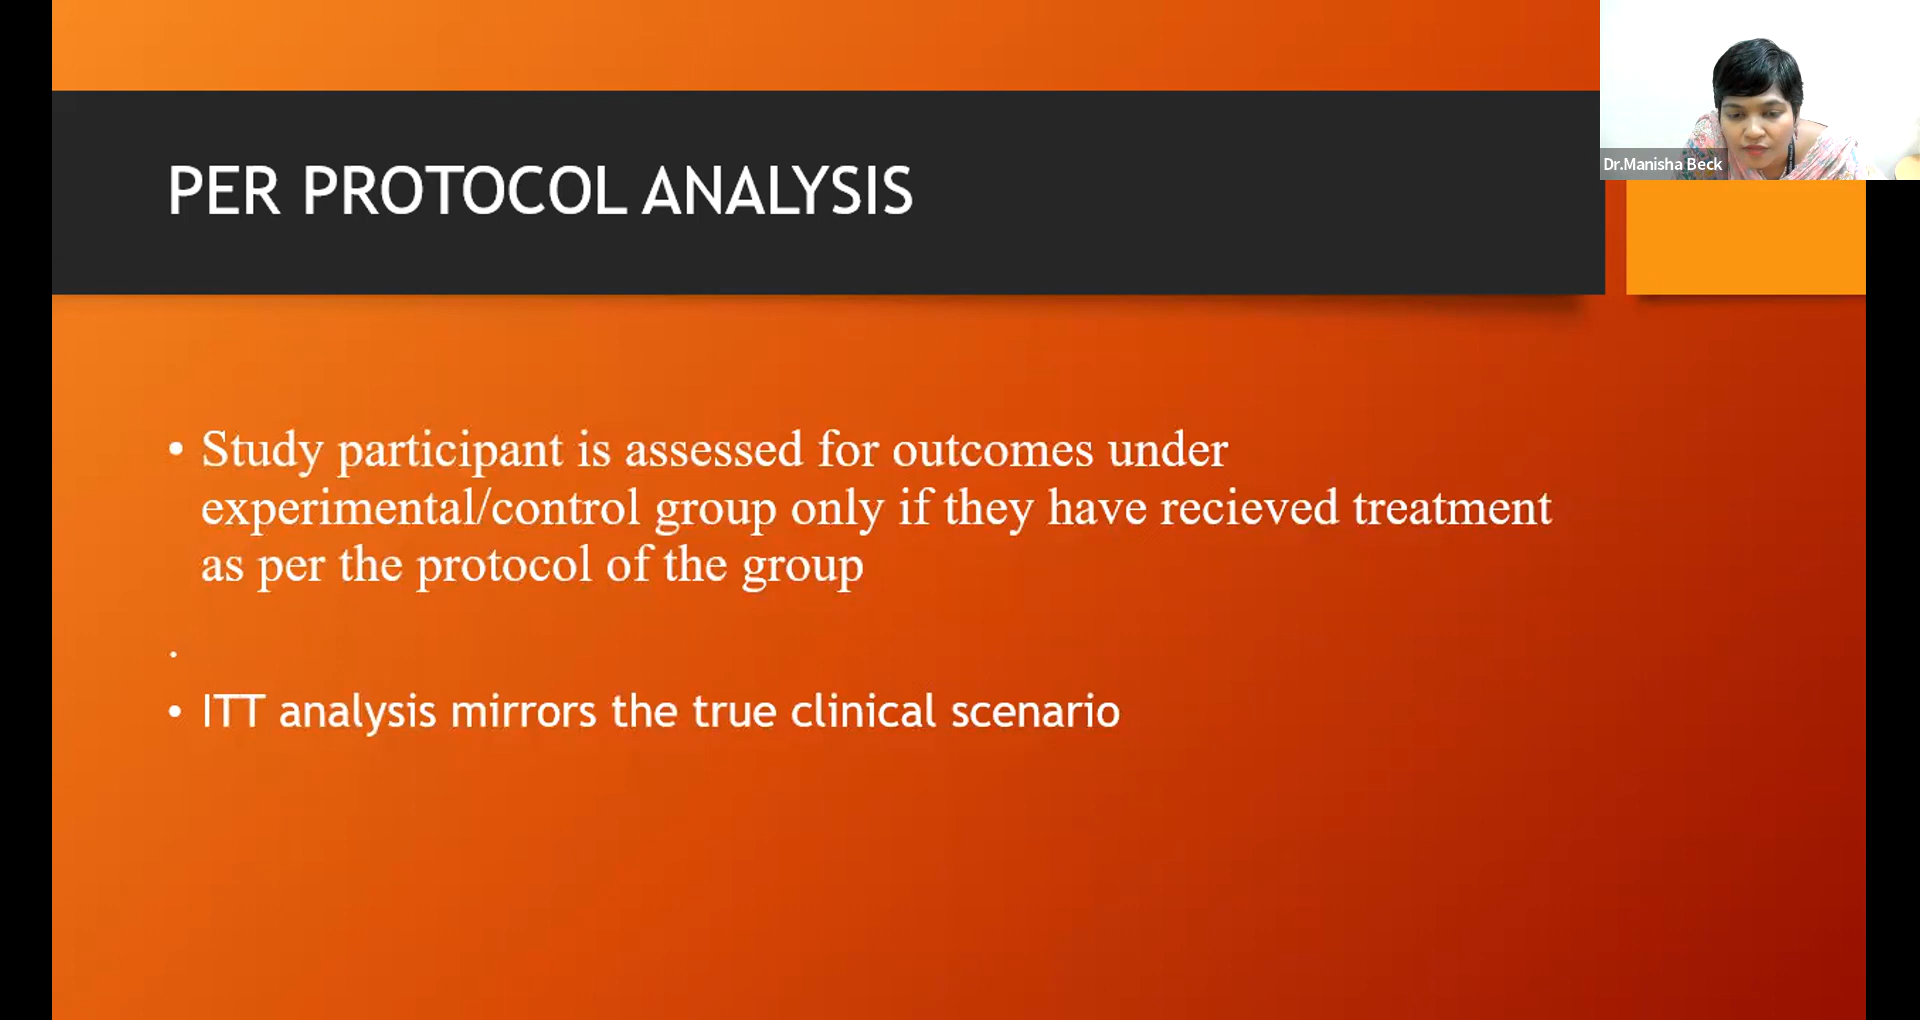 Dr.Manisha Beck
PER PROTOCOL ANALYSIS
• Study participant is assessed for outcomes under
experimental/control group only if they have recieved treatment
as per the protocol of the group
•
• ITT analysis mirrors the true clinical scenario